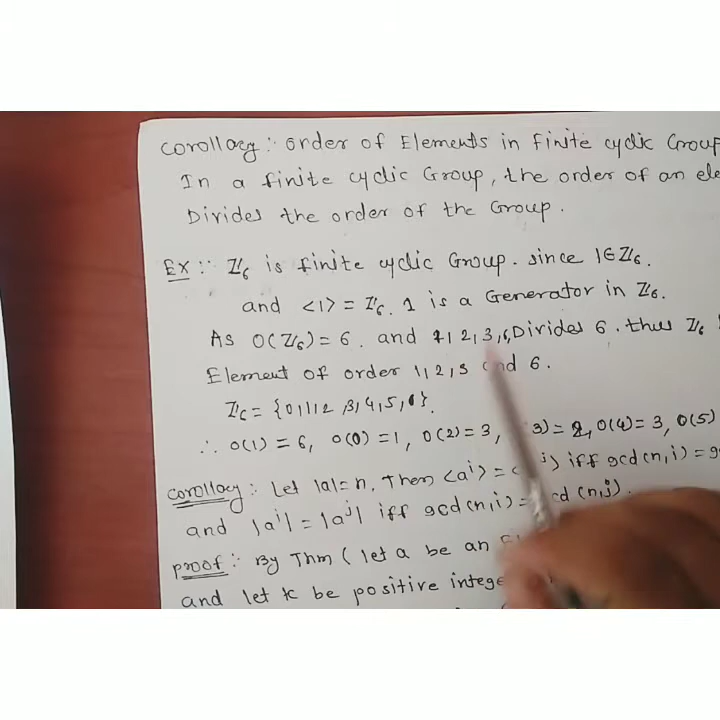 Corollary: Order of Elements in Finite cyclic Group
In a finite cyclic Group, the order of an ele
Divides the order of the Group.
Ex:: Z₆ is finite cyclic Group. since 1∈Z₆.
and <1> = Z₆. 1 is a Generator in Z₆.
As O(Z₆) = 6. and 1, 2, 3, 6, Divides 6. thus Z₆
Element of order 1, 2, 3 and 6.
Z₆ = {0, 1, 2, 3, 4, 5, }.
∴ O(1) = 6, O(0) = 1, O(2) = 3, 3) = 2, O(4) = 3, O(5)
Corollary: Let |a| = n. Then <aⁱ> = ʲ) iff gcd(n, i) = g
and |aⁱ| = |aʲ| iff gcd(n, i) = cd(n, j).
proof: By Thm (let a be an
and let k be positive intege